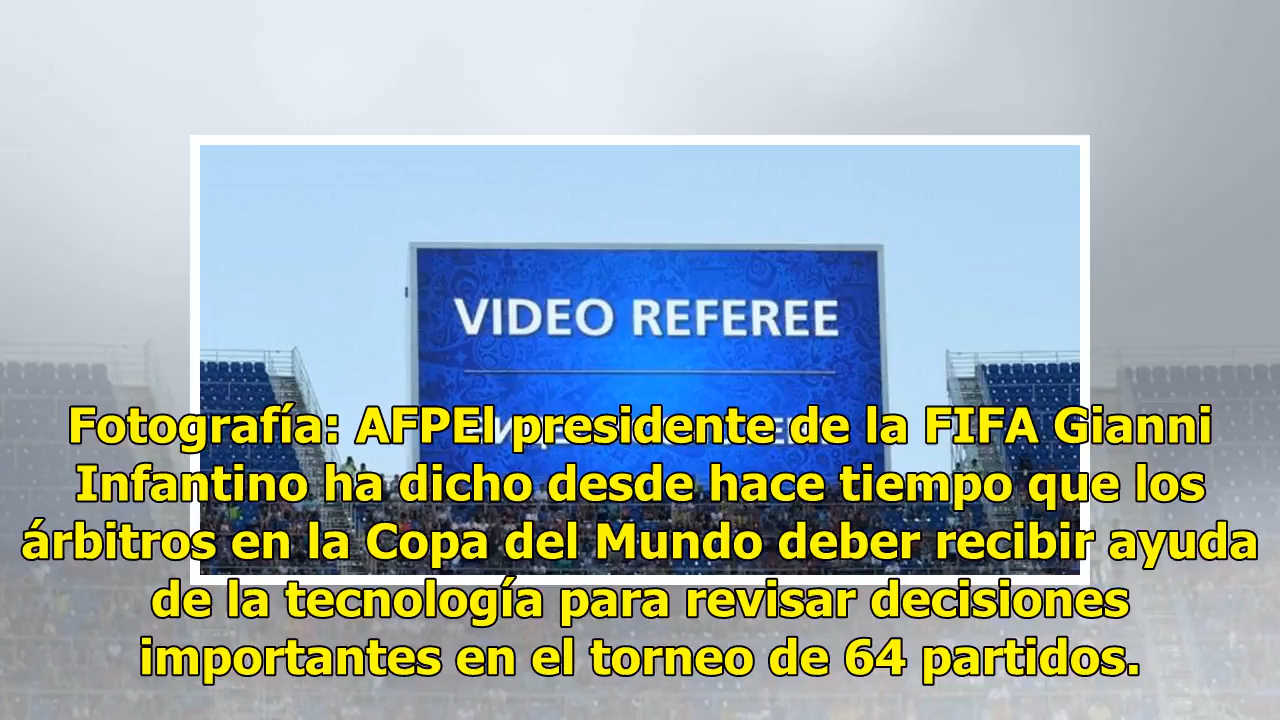 VIDEO REFEREE
Fotografía: AFPEl presidente de la FIFA Gianni
Infantino ha dicho desde hace tiempo que los
árbitros en la Copa del Mundo deber recibir ayuda
de la tecnología para revisar decisiones
importantes en el torneo de 64 partidos.